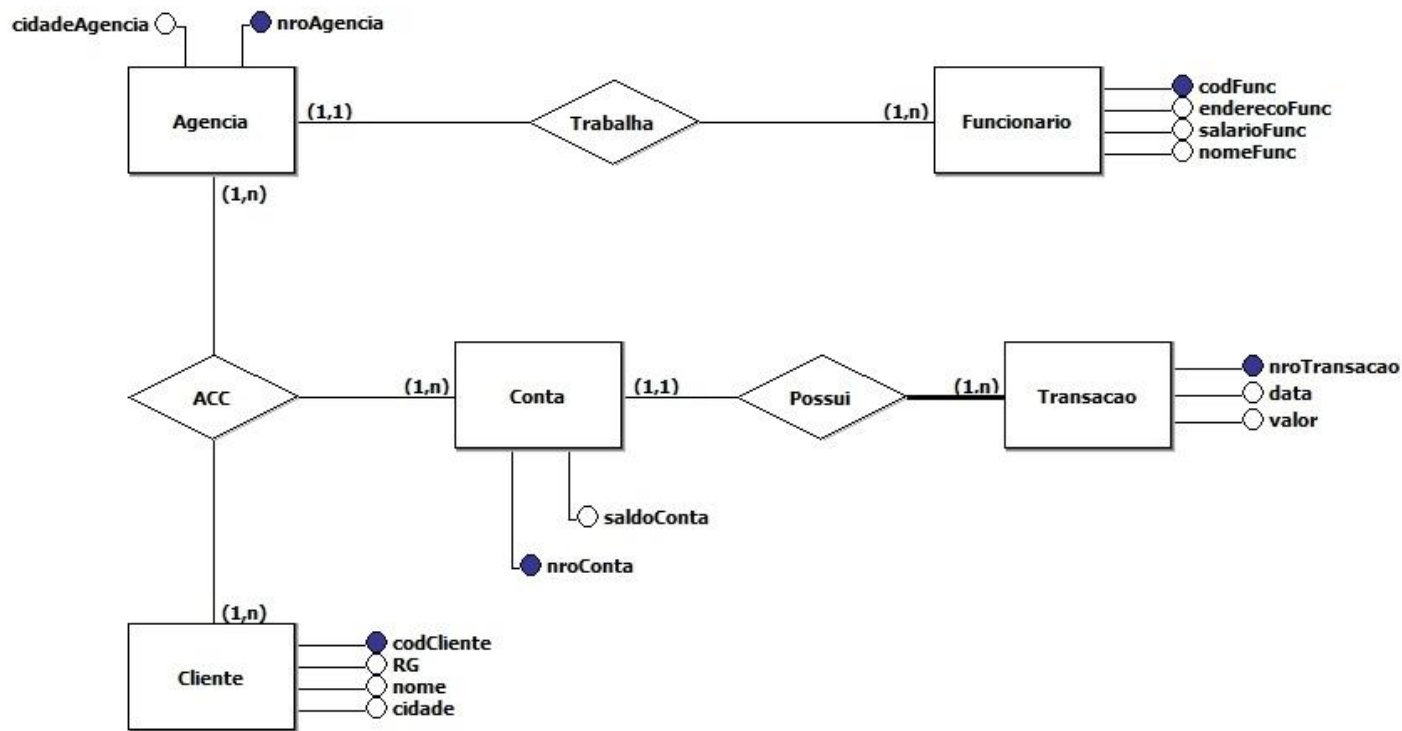 cidadeAgencia
nroAgencia
Agencia
(1,1)
Trabalha
(1,n)
Funcionario
codFunc
enderecoFunc
salarioFunc
nomeFunc
(1,n)
ACC
(1,n)
Conta
(1,1)
Possui
(1.n)
Transacao
nroTransacao
data
valor
saldoConta
nroConta
(1,n)
Cliente
codCliente
RG
nome
cidade